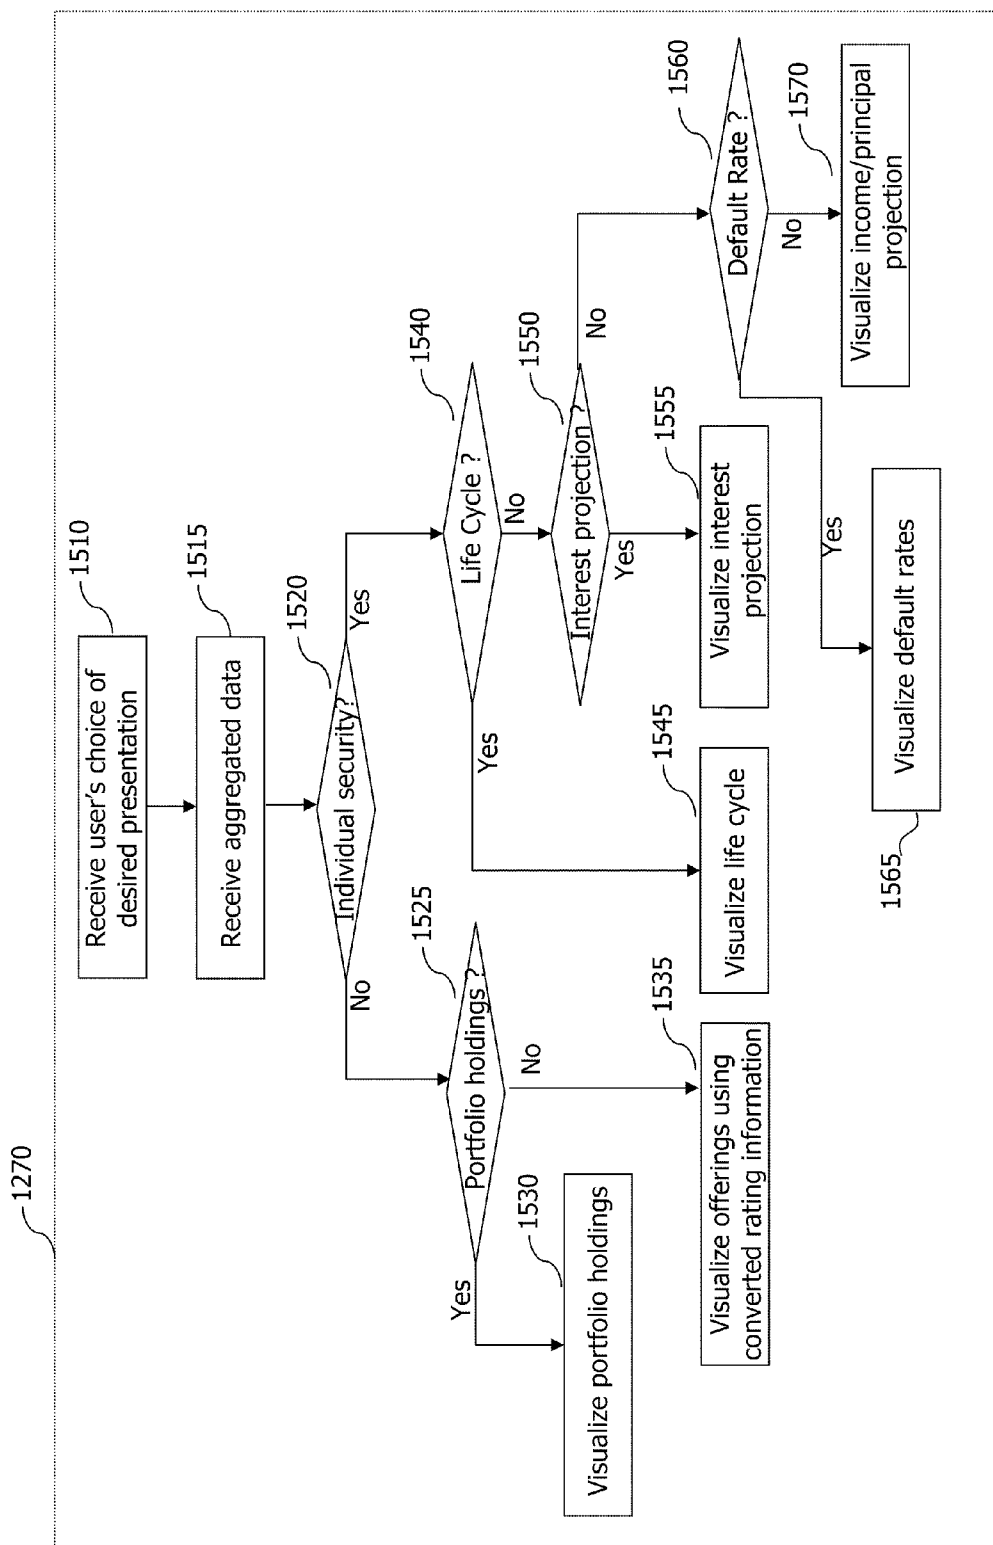 1270
Receive user's choice of
desired presentation
1510
Receive aggregated data
1515
Individual security?
1520
No
Yes
Portfolio holdings ?
1525
Life Cycle ?
1540
Yes
No
Yes
No
Visualize portfolio holdings
1530
Interest projection ?
1550
No
Yes
Visualize offerings using
converted rating information
1535
Visualize life cycle
1545
Visualize interest
projection
1555
Default Rate ?
1560
Yes
No
Visualize default rates
1565
Visualize income/principal
projection
1570